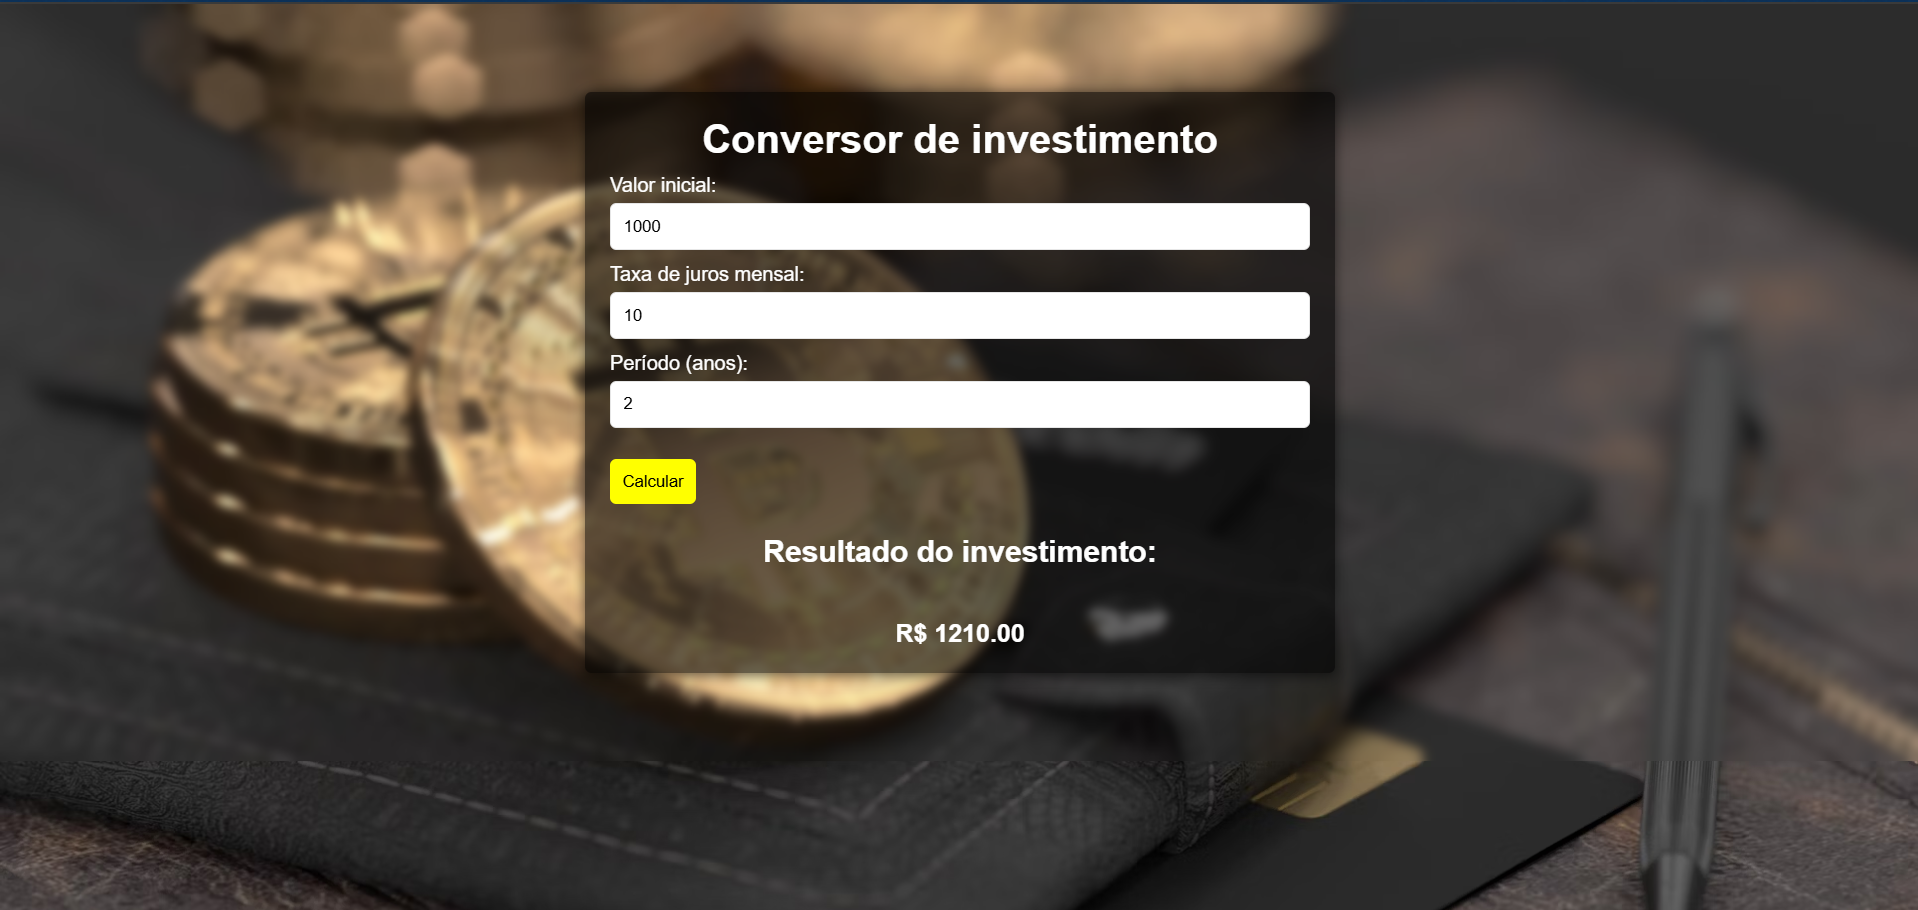 Conversor de investimento
Valor inicial:
1000
Taxa de juros mensal:
10
Período (anos):
2
Calcular
Resultado do investimento:
R$ 1210.00